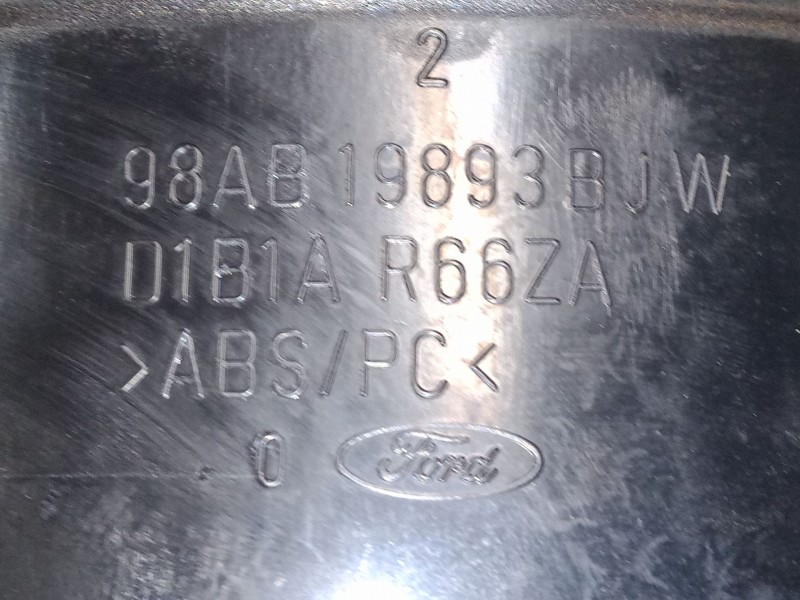 2
98AB 19893 BJW
D1B1A R66ZA
>ABS/PC<
0 Ford